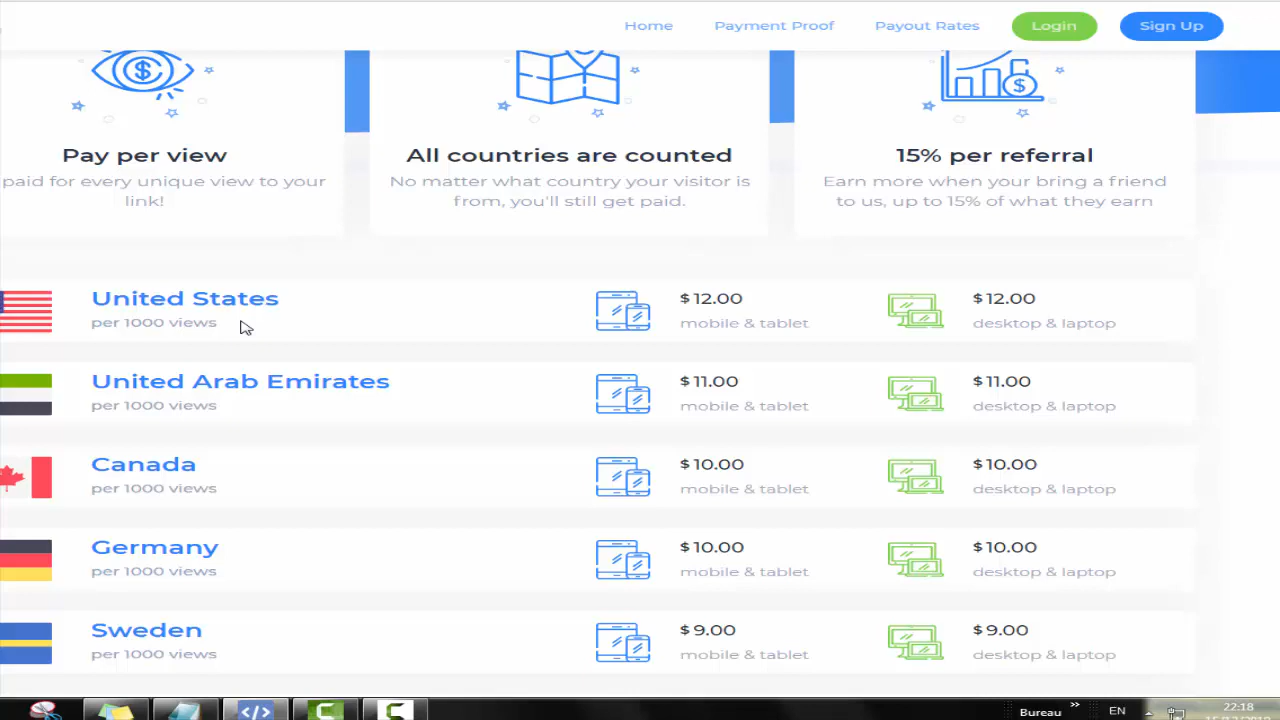 Home Payment Proof Payout Rates Login Sign Up
Pay per view
paid for every unique view to your
link!
All countries are counted
No matter what country your visitor is
from, you'll still get paid.
15% per referral
Earn more when your bring a friend
to us, up to 15% of what they earn
United States
per 1000 views
$12.00
mobile & tablet
$12.00
desktop & laptop
United Arab Emirates
per 1000 views
$11.00
mobile & tablet
$11.00
desktop & laptop
Canada
per 1000 views
$10.00
mobile & tablet
$10.00
desktop & laptop
Germany
per 1000 views
$10.00
mobile & tablet
$10.00
desktop & laptop
Sweden
per 1000 views
$9.00
mobile & tablet
$9.00
desktop & laptop
Bureau » EN 22:18